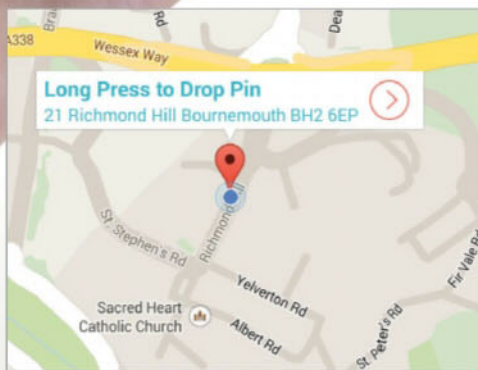 A338
Wessex Way
Long Press to Drop Pin
21 Richmond Hill Bournemouth BH2 6EP
St. Stephen's Rd
Richmond Hill
Yelverton Rd
Albert Rd
Sacred Heart
Catholic Church
St Peter's Rd
Fir Vale Rd
Rd